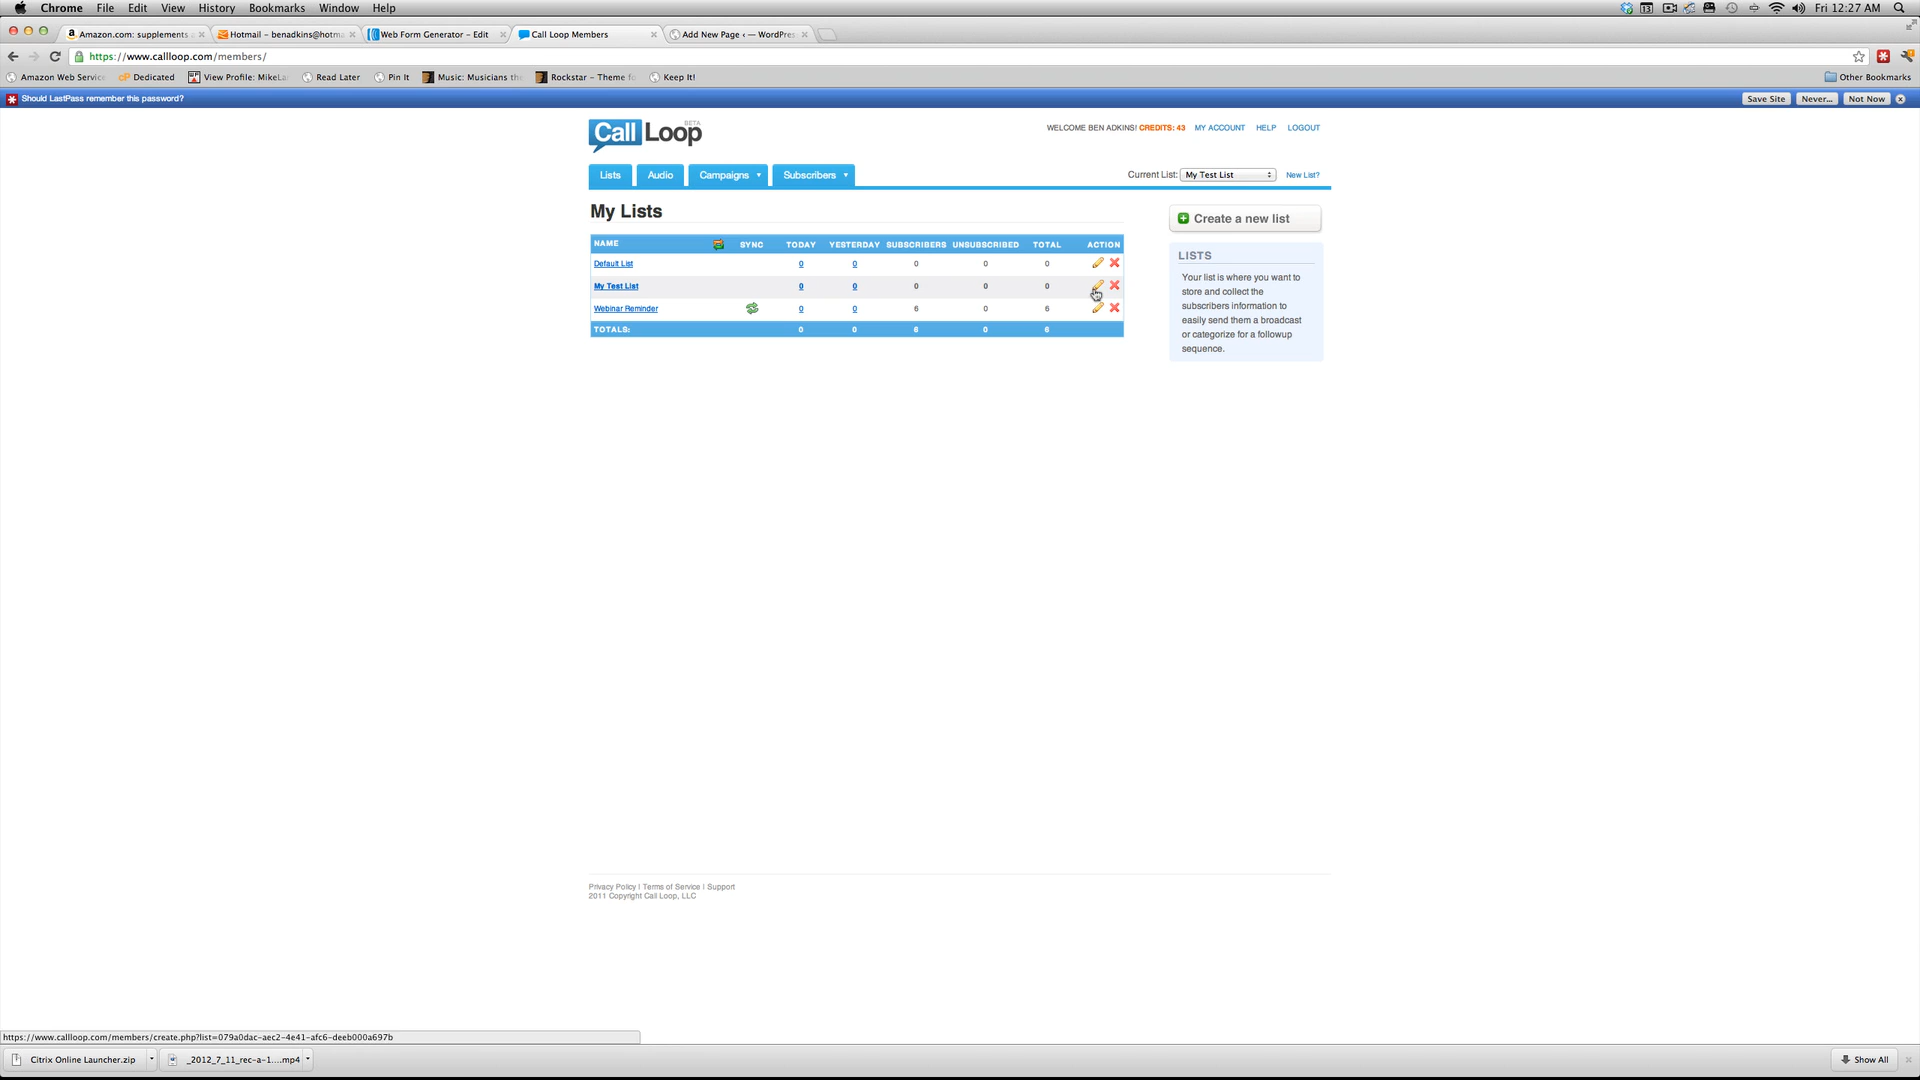 Chrome File Edit View History Bookmarks Window Help 13 Fri 12:27 AM
Amazon.com: supplements Hotmail – benadkins@hotm Web Form Generator – Edit Call Loop Members Add New Page ‹ — WordPres
https://www.callloop.com/members/
Amazon Web Servic Dedicated View Profile: MikeLa Read Later Pin It Music: Musicians th Rockstar – Theme fo Keep It! Other Bookmarks
Should LastPass remember this password? Save Site Never... Not Now
Call Loop BETA
WELCOME BEN ADKINS! CREDITS: 43 MY ACCOUNT HELP LOGOUT
Lists Audio Campaigns Subscribers Current List: My Test List New List?
My Lists
Create a new list
NAME SYNC TODAY YESTERDAY SUBSCRIBERS UNSUBSCRIBED TOTAL ACTION
Default List 0 0 0 0 0
My Test List 0 0 0 0 0
Webinar Reminder 0 0 6 0 6
TOTALS: 0 0 6 0 6
LISTS
Your list is where you want to
store and collect the
subscribers information to
easily send them a broadcast
or categorize for a followup
sequence.
Privacy Policy | Terms of Service | Support
2011 Copyright Call Loop, LLC
https://www.callloop.com/members/create.php?list=079a0dac-aec2-4e41-afc6-deeb000a697b
Citrix Online Launcher.zip _2012_7_11_rec-a-1....mp4 Show All